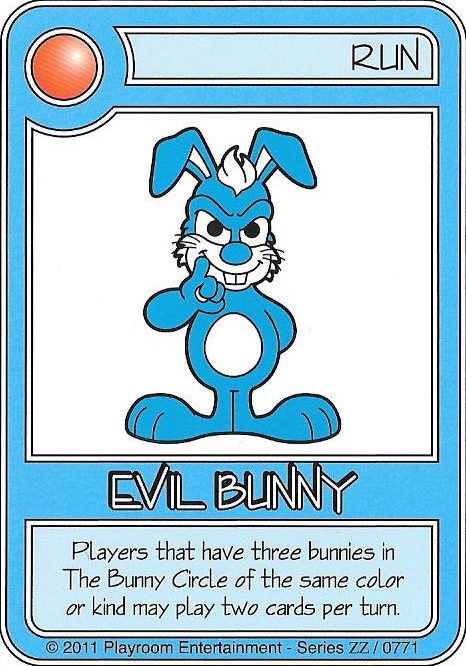 RUN
EVIL BUNNY
Players that have three bunnies in
The Bunny Circle of the same color
or kind may play two cards per turn.
© 2011 Playroom Entertainment - Series ZZ / 0771